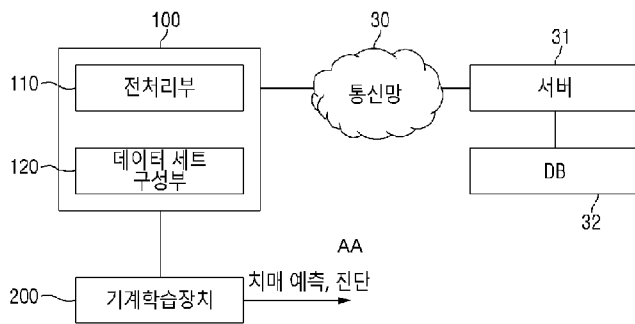 100
30
31
110
전처리부
통신망
서버
120
데이터 세트
구성부
DB
32
AA
200
기계학습장치
치매 예측, 진단